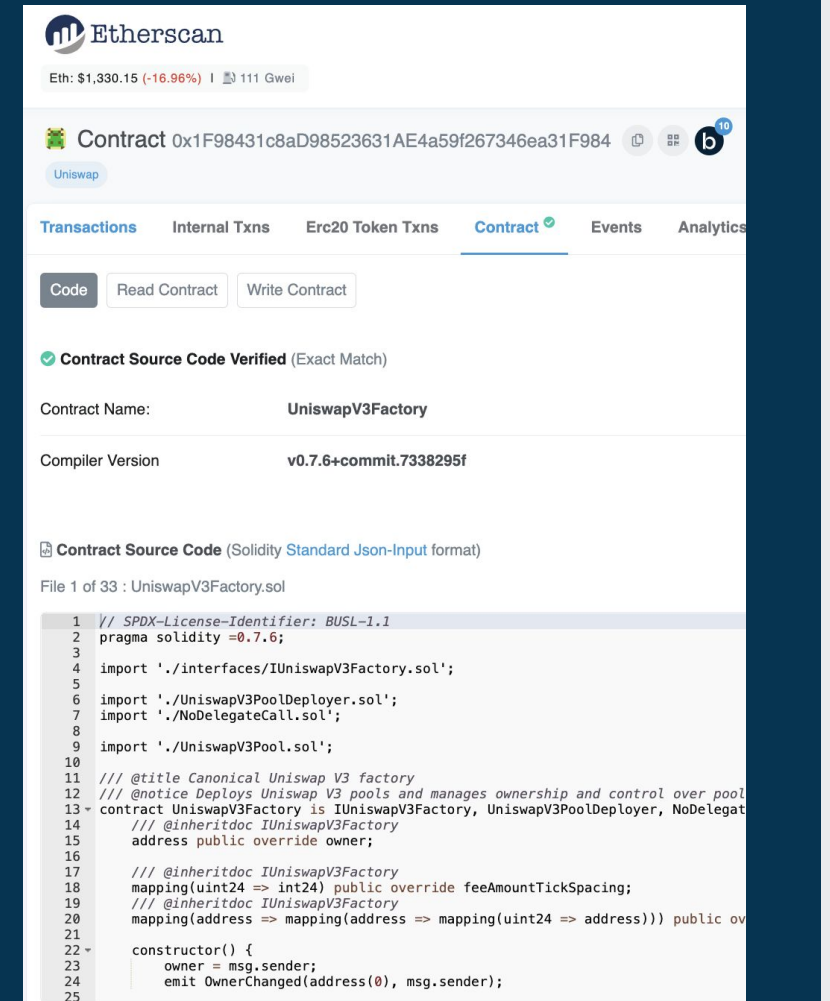 Etherscan
Eth: $1,330.15 (-16.96%) | 111 Gwei
Contract 0x1F98431c8aD98523631AE4a59f267346ea31F984 b 10
Uniswap
Transactions Internal Txns Erc20 Token Txns Contract Events Analytics
Code Read Contract Write Contract
Contract Source Code Verified (Exact Match)
Contract Name: UniswapV3Factory
Compiler Version v0.7.6+commit.7338295f
Contract Source Code (Solidity Standard Json-Input format)
File 1 of 33 : UniswapV3Factory.sol
1 // SPDX-License-Identifier: BUSL-1.1
2 pragma solidity =0.7.6;
3
4 import './interfaces/IUniswapV3Factory.sol';
5
6 import './UniswapV3PoolDeployer.sol';
7 import './NoDelegateCall.sol';
8
9 import './UniswapV3Pool.sol';
10
11 /// @title Canonical Uniswap V3 factory
12 /// @notice Deploys Uniswap V3 pools and manages ownership and control over pool
13 contract UniswapV3Factory is IUniswapV3Factory, UniswapV3PoolDeployer, NoDelegat
14 /// @inheritdoc IUniswapV3Factory
15 address public override owner;
16
17 /// @inheritdoc IUniswapV3Factory
18 mapping(uint24 => int24) public override feeAmountTickSpacing;
19 /// @inheritdoc IUniswapV3Factory
20 mapping(address => mapping(address => mapping(uint24 => address))) public ov
21
22 constructor() {
23 owner = msg.sender;
24 emit OwnerChanged(address(0), msg.sender);
25